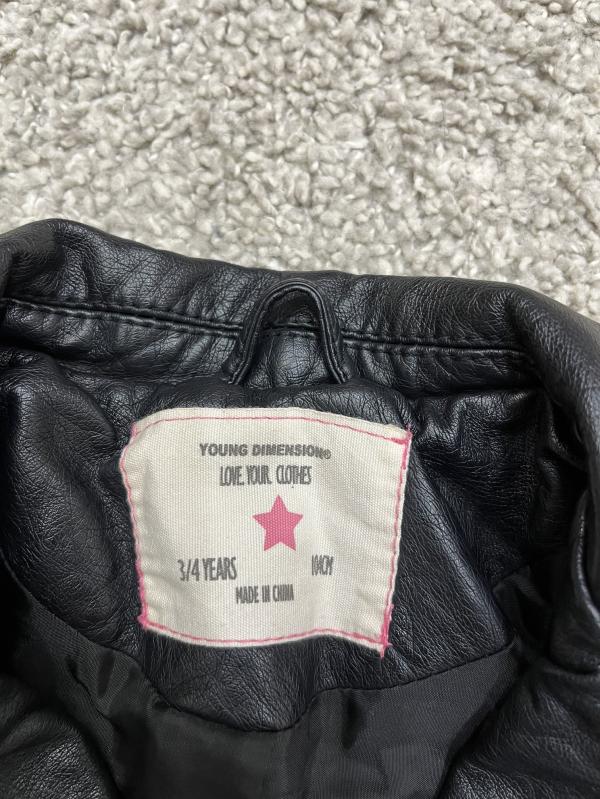 YOUNG DIMENSION®
LOVE YOUR CLOTHES
3/4 YEARS 104CM
MADE IN CHINA